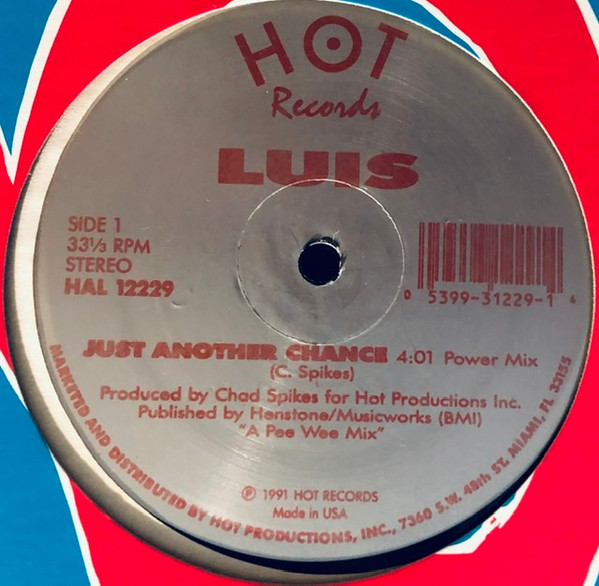 HOT
Records
LUIS
SIDE 1
33⅓ RPM
STEREO
HAL 12229
0 5399-31229-1 4
JUST ANOTHER CHANCE 4:01 Power Mix
(C. Spikes)
Produced by Chad Spikes for Hot Productions Inc.
Published by Henstone/Musicworks (BMI)
"A Pee Wee Mix"
℗ 1991 HOT RECORDS
Made in USA
MARKETED AND DISTRIBUTED BY HOT PRODUCTIONS, INC., 7360 S.W. 48th ST. MIAMI, FL 33155